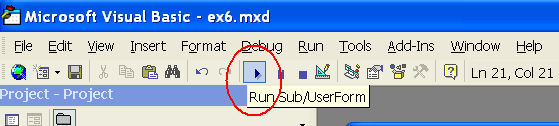 Microsoft Visual Basic - ex6.mxd
File Edit View Insert Format Debug Run Tools Add-Ins Window Help
Ln 21, Col 21
Project - Project
Run Sub/UserForm